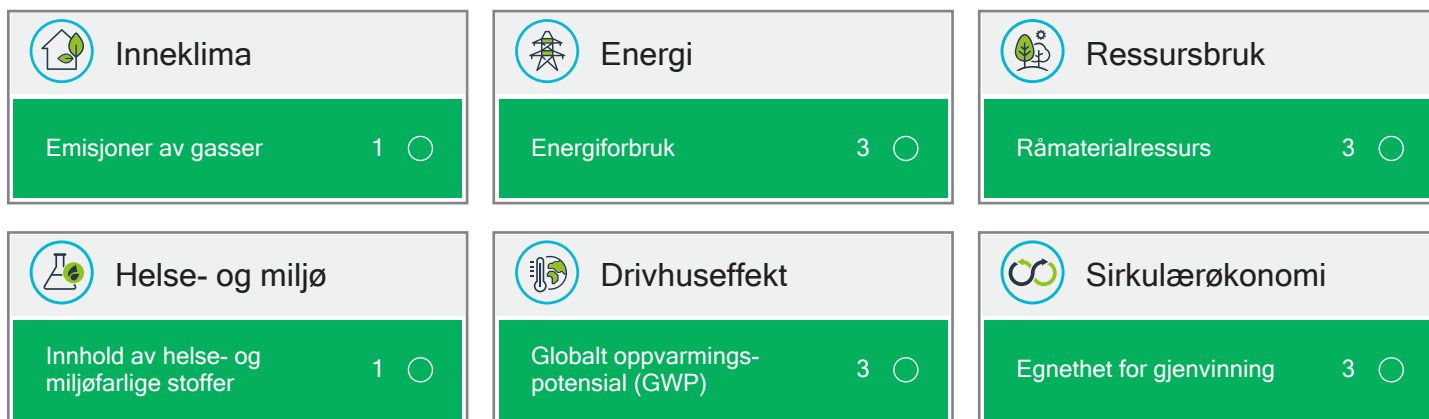 Inneklima
Emisjoner av gasser 1
Energi
Energiforbruk 3
Ressursbruk
Råmaterialressurs 3
Helse- og miljø
Innhold av helse- og
miljøfarlige stoffer 1
Drivhuseffekt
Globalt oppvarmings-
potensial (GWP) 3
Sirkulærøkonomi
Egnethet for gjenvinning 3